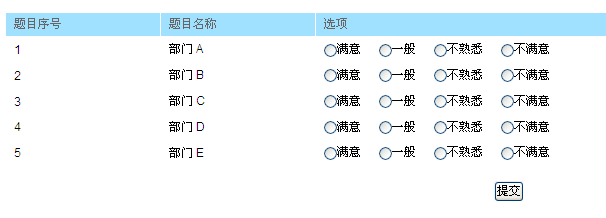 题目序号 题目名称 选项
1 部门 A 满意 一般 不熟悉 不满意
2 部门 B 满意 一般 不熟悉 不满意
3 部门 C 满意 一般 不熟悉 不满意
4 部门 D 满意 一般 不熟悉 不满意
5 部门 E 满意 一般 不熟悉 不满意
提交